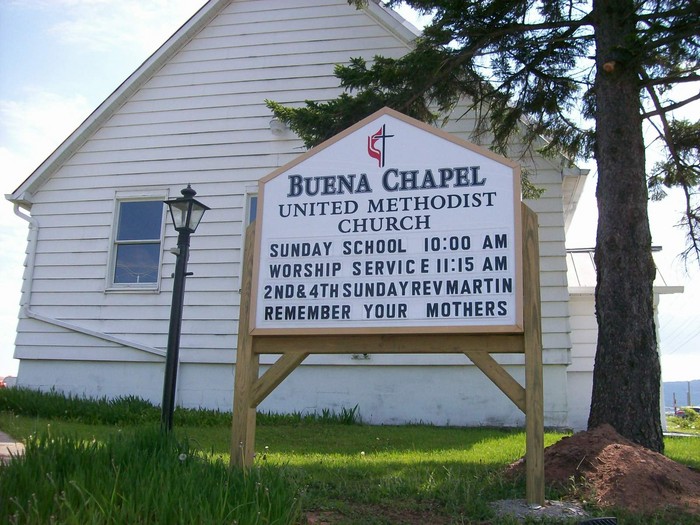 BUENA CHAPEL
UNITED METHODIST
CHURCH
SUNDAY SCHOOL 10:00 AM
WORSHIP SERVICE 11:15 AM
2ND & 4TH SUNDAY REV MARTIN
REMEMBER YOUR MOTHERS